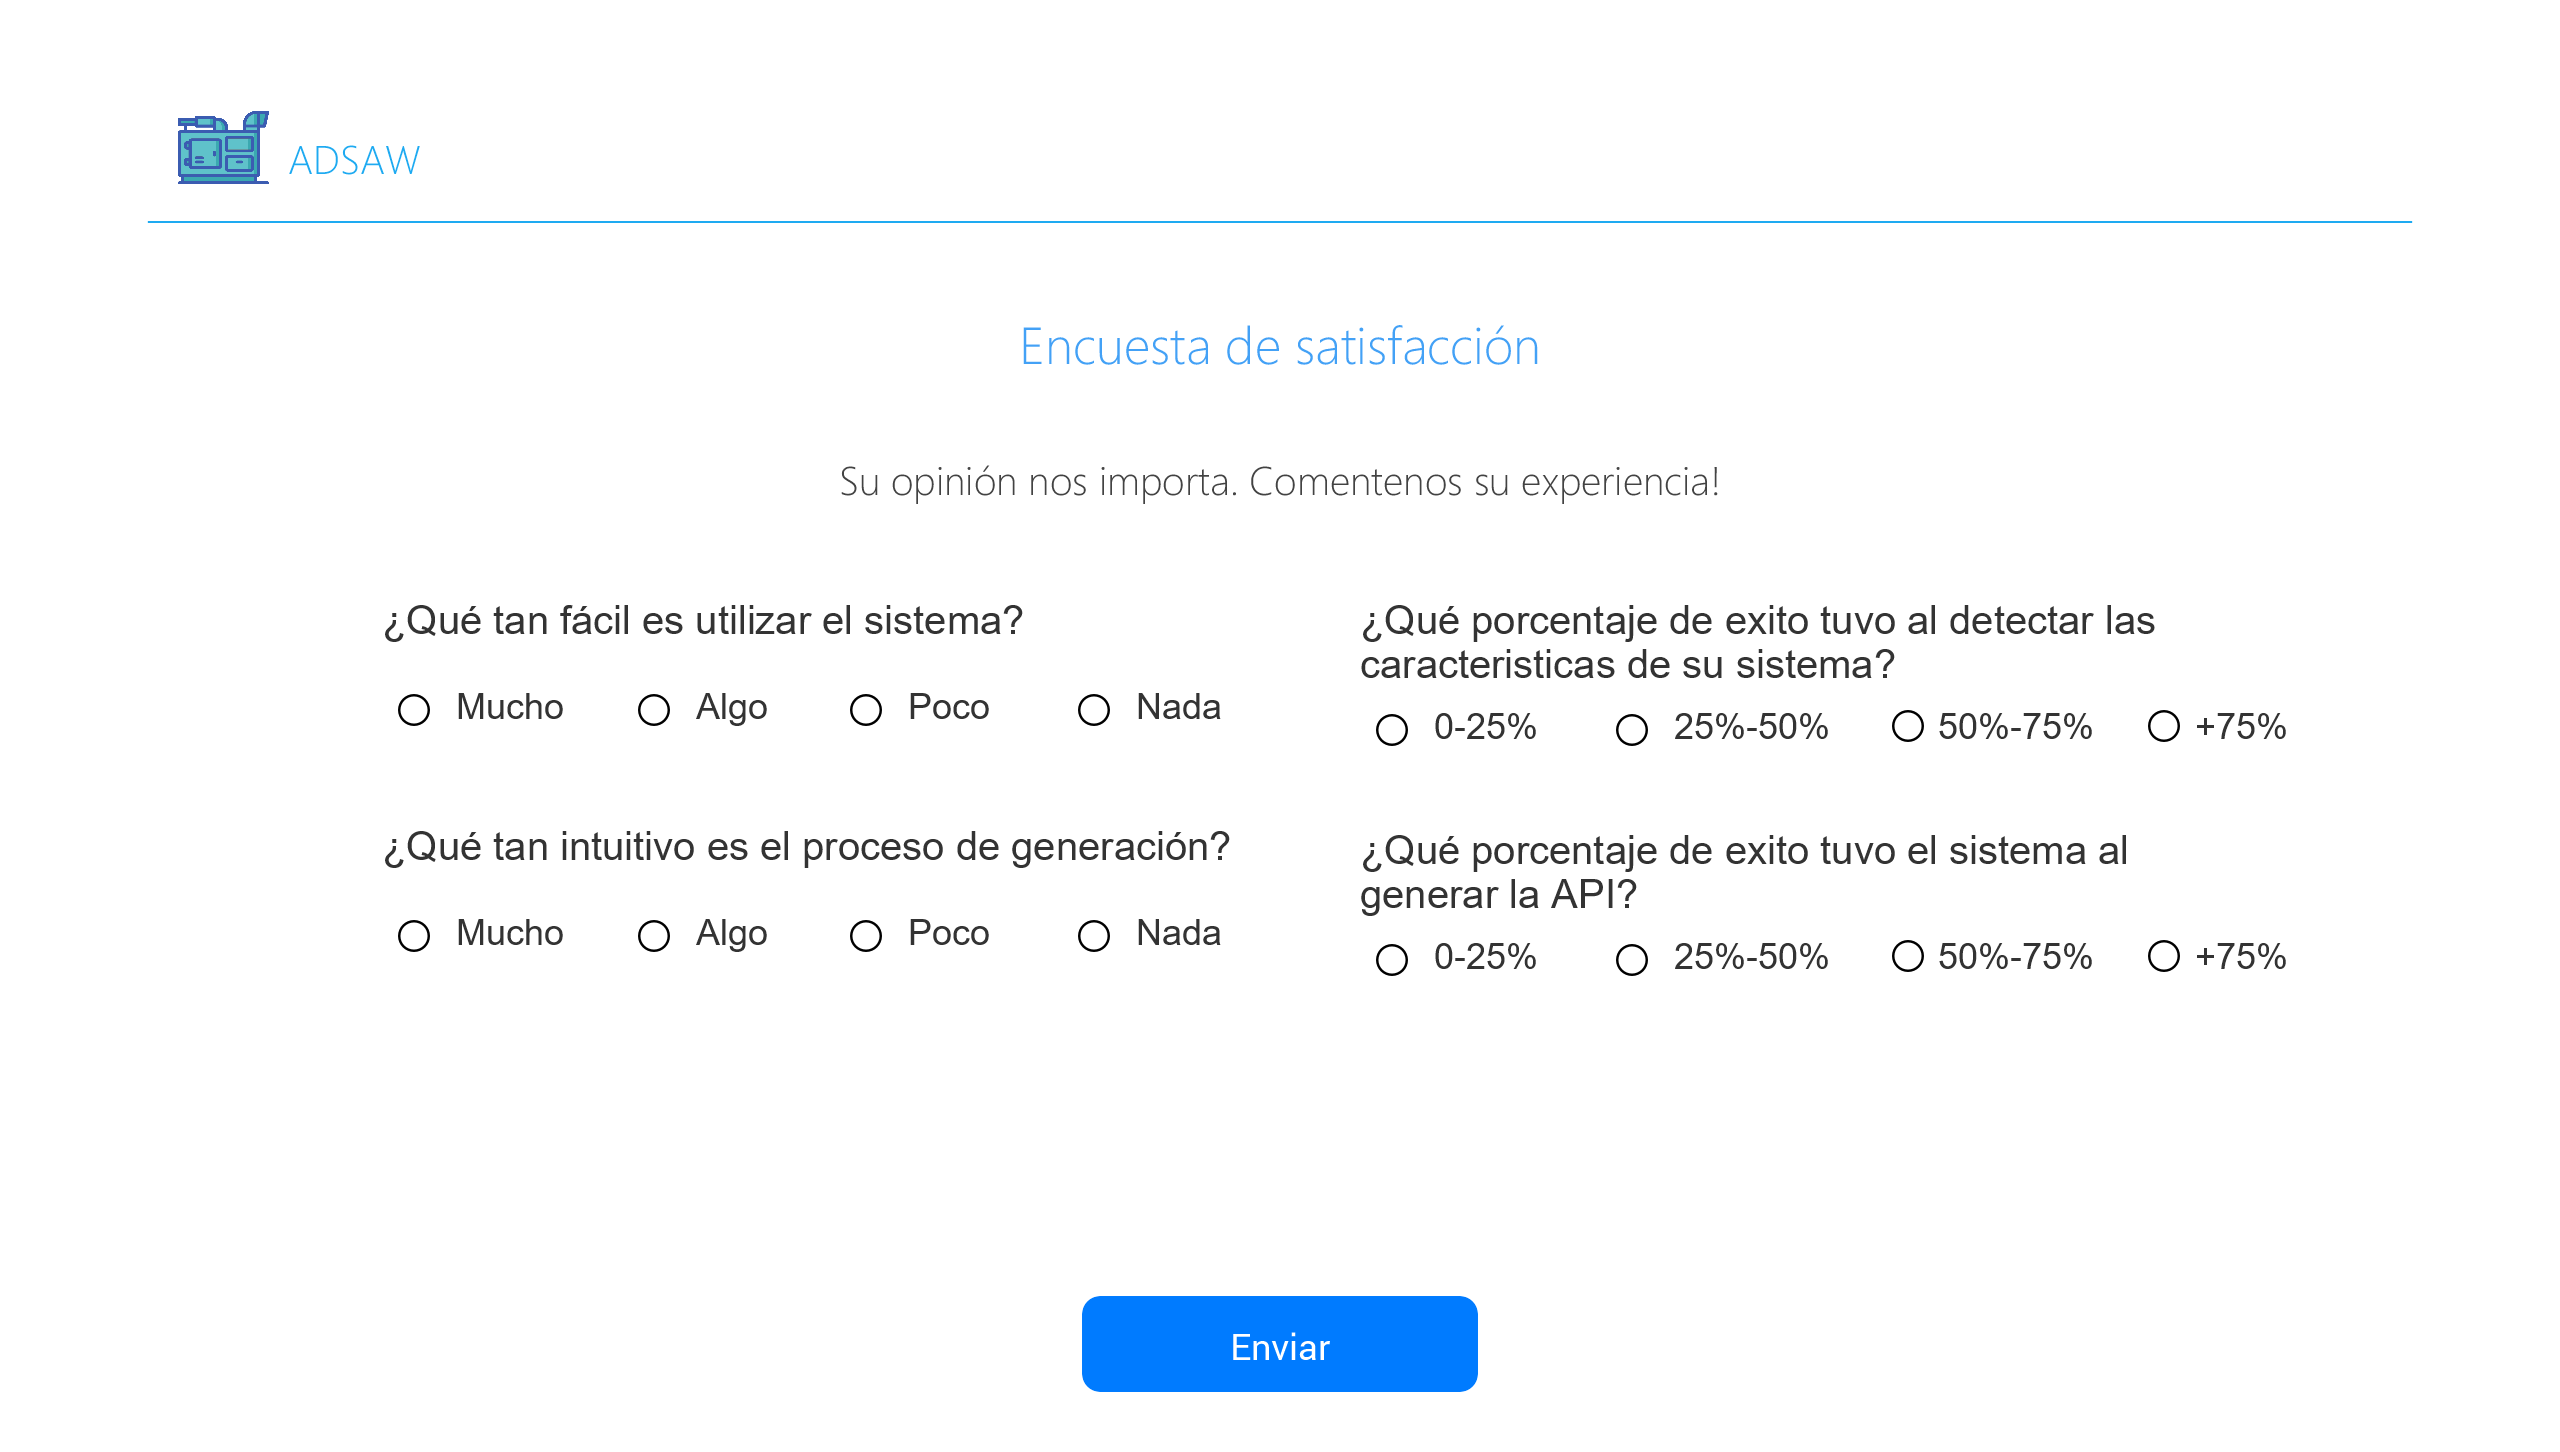 ADSAW
Encuesta de satisfacción
Su opinión nos importa. Comentenos su experiencia!
¿Qué tan fácil es utilizar el sistema?
Mucho Algo Poco Nada
¿Qué tan intuitivo es el proceso de generación?
Mucho Algo Poco Nada
¿Qué porcentaje de exito tuvo al detectar las
caracteristicas de su sistema?
0-25% 25%-50% 50%-75% +75%
¿Qué porcentaje de exito tuvo el sistema al
generar la API?
0-25% 25%-50% 50%-75% +75%
Enviar